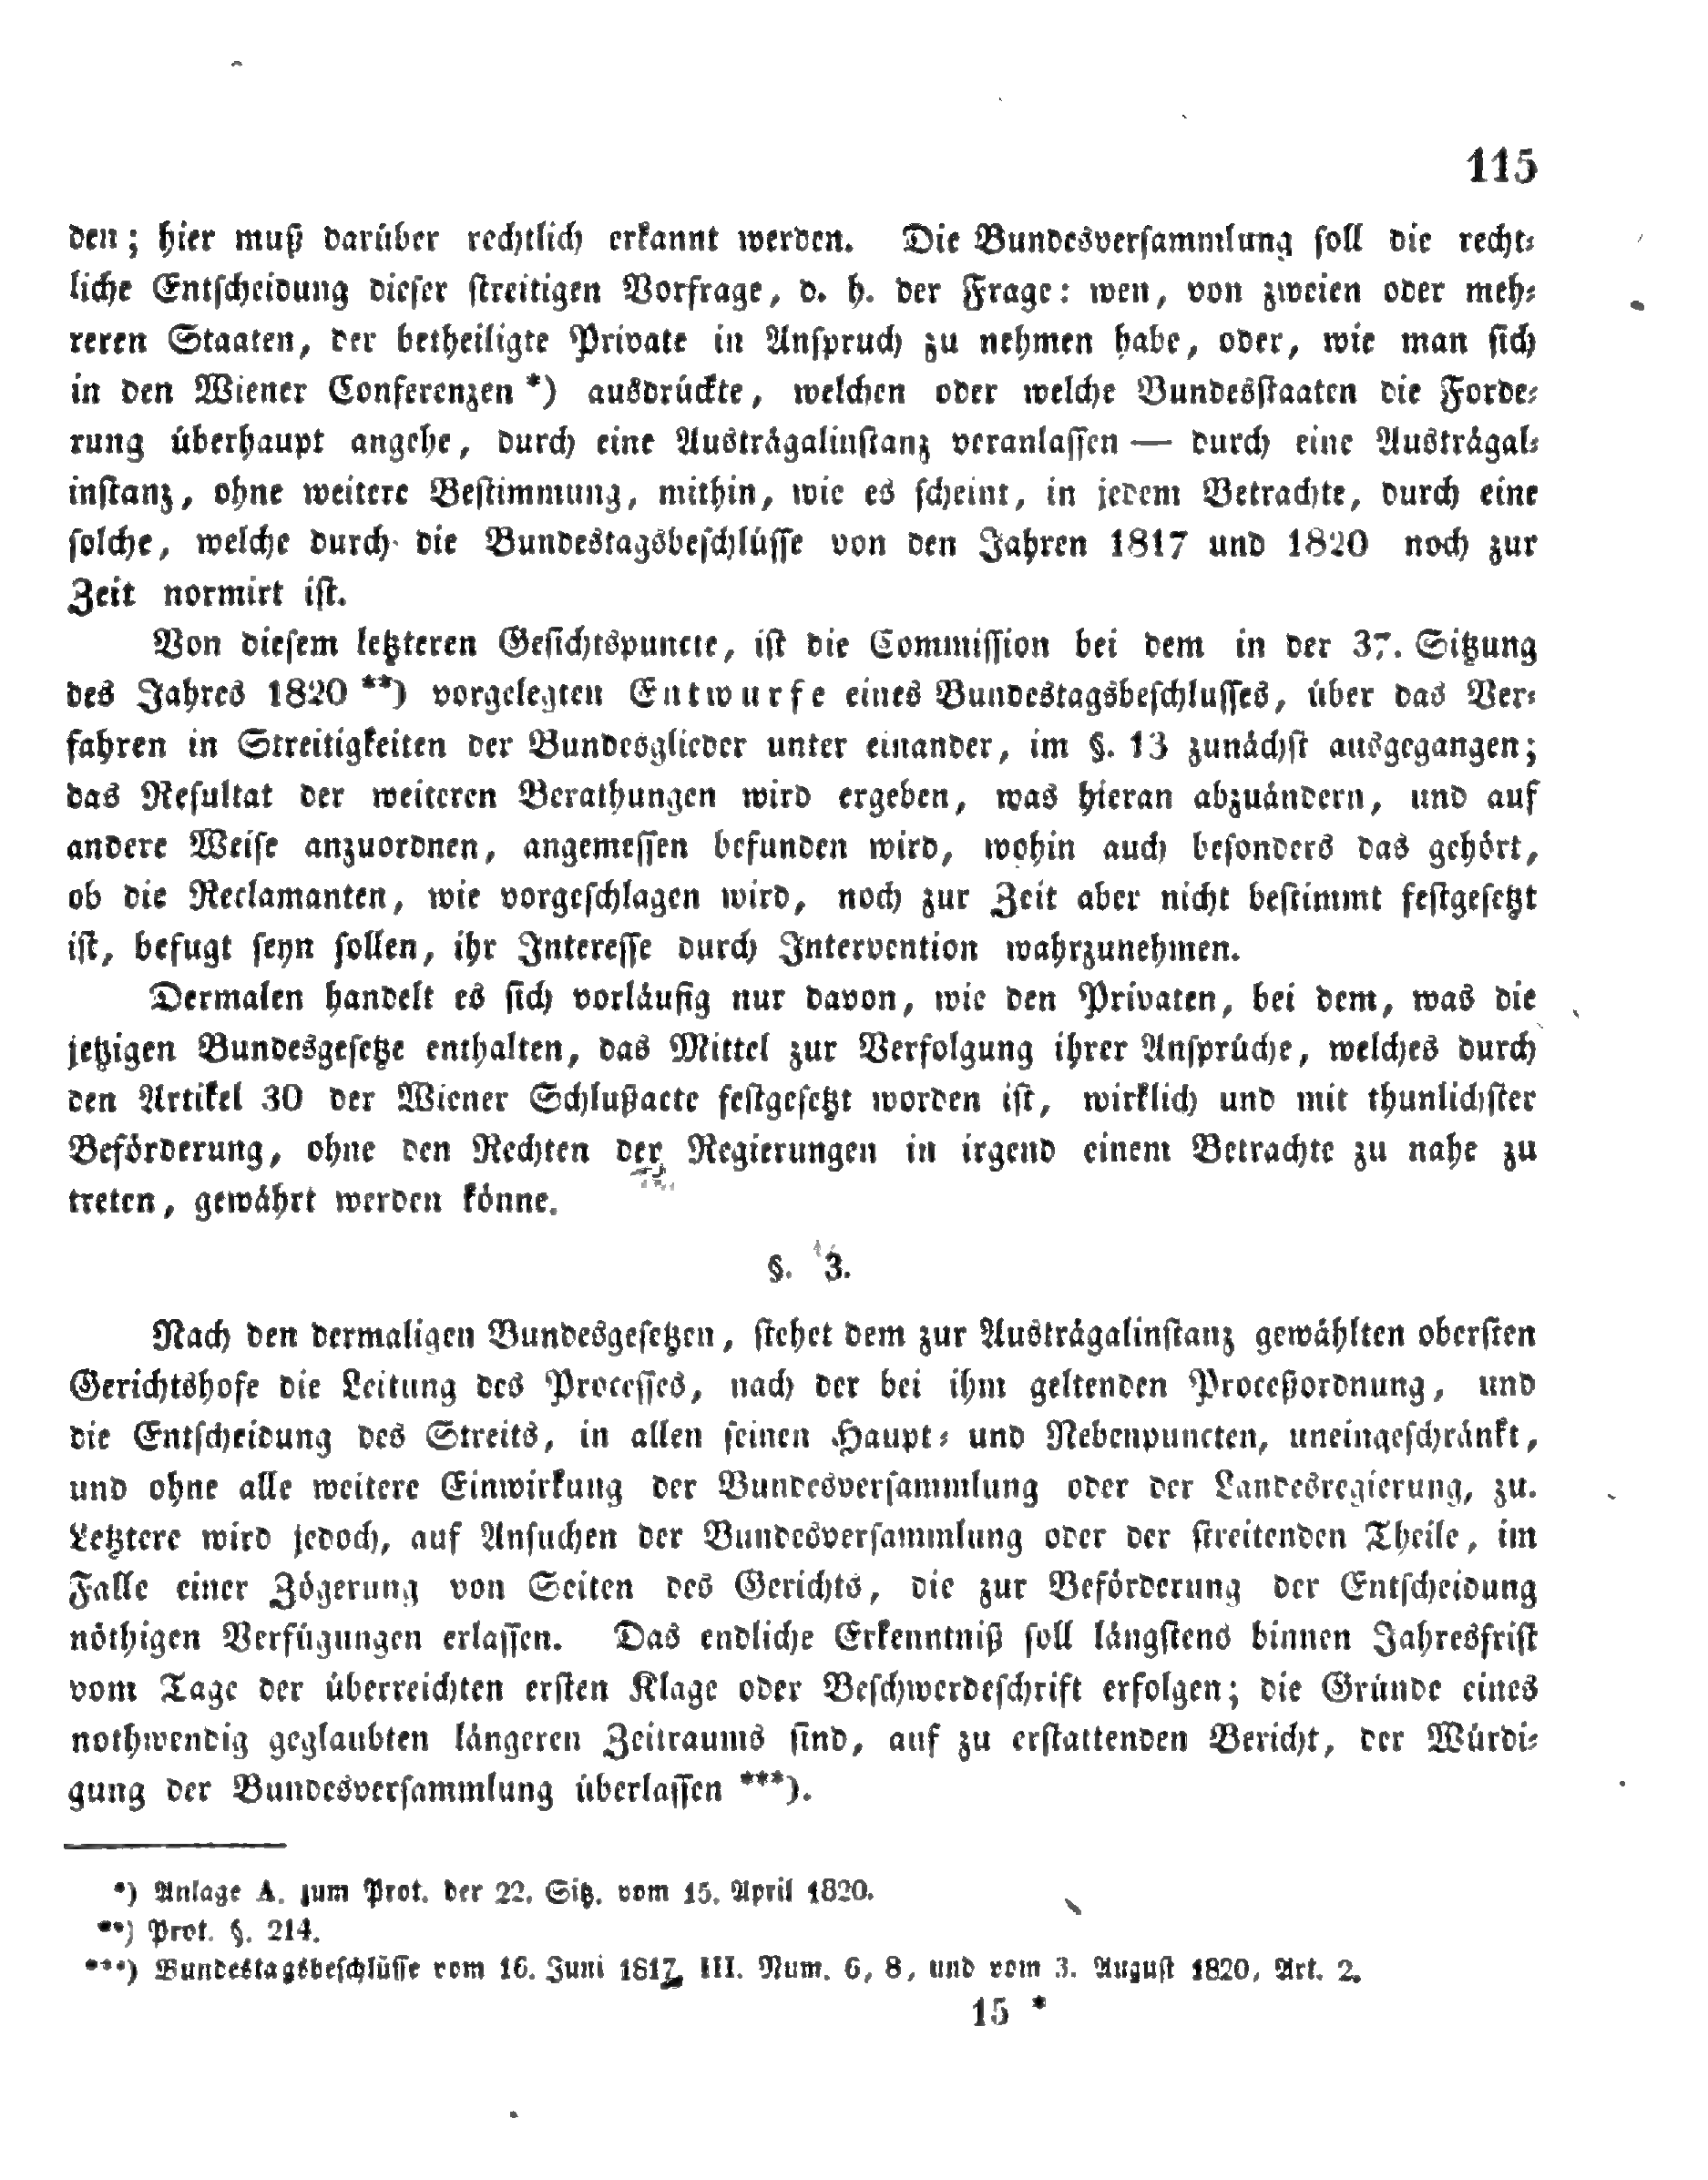 115
den; hier muß darüber rechtlich erkannt werden. Die Bundesversammlung soll die recht-
liche Entscheidung dieser streitigen Vorfrage, d. h. der Frage: wen, von zweien oder meh-
reren Staaten, der betheiligte Private in Anspruch zu nehmen habe, oder, wie man sich
in den Wiener Conferenzen *) ausdrückte, welchen oder welche Bundesstaaten die Forde-
rung überhaupt angehe, durch eine Austrägalinstanz veranlassen — durch eine Austrägal-
instanz, ohne weitere Bestimmung, mithin, wie es scheint, in jedem Betrachte, durch eine
solche, welche durch die Bundestagsbeschlüsse von den Jahren 1817 und 1820 noch zur
Zeit normirt ist.
Von diesem letzteren Gesichtspuncte, ist die Commission bei dem in der 37. Sitzung
des Jahres 1820 **) vorgelegten Entwurfe eines Bundestagsbeschlusses, über das Ver-
fahren in Streitigkeiten der Bundesglieder unter einander, im §. 13 zunächst ausgegangen;
das Resultat der weiteren Berathungen wird ergeben, was hieran abzuändern, und auf
andere Weise anzuordnen, angemessen befunden wird, wohin auch besonders das gehört,
ob die Reclamanten, wie vorgeschlagen wird, noch zur Zeit aber nicht bestimmt festgesetzt
ist, befugt seyn sollen, ihr Interesse durch Intervention wahrzunehmen.
Dermalen handelt es sich vorläufig nur davon, wie den Privaten, bei dem, was die
jetzigen Bundesgesetze enthalten, das Mittel zur Verfolgung ihrer Ansprüche, welches durch
den Artikel 30 der Wiener Schlußacte festgesetzt worden ist, wirklich und mit thunlichster
Beförderung, ohne den Rechten der Regierungen in irgend einem Betrachte zu nahe zu
treten, gewährt werden könne.
§. 3.
Nach den dermaligen Bundesgesetzen, stehet dem zur Austrägalinstanz gewählten obersten
Gerichtshofe die Leitung des Processes, nach der bei ihm geltenden Proceßordnung, und
die Entscheidung des Streits, in allen seinen Haupt- und Nebenpuncten, uneingeschränkt,
und ohne alle weitere Einwirkung der Bundesversammlung oder der Landesregierung, zu.
Letztere wird jedoch, auf Ansuchen der Bundesversammlung oder der streitenden Theile, im
Falle einer Zögerung von Seiten des Gerichts, die zur Beförderung der Entscheidung
nöthigen Verfügungen erlassen. Das endliche Erkenntniß soll längstens binnen Jahresfrist
vom Tage der überreichten ersten Klage oder Beschwerdeschrift erfolgen; die Gründe eines
nothwendig geglaubten längeren Zeitraums sind, auf zu erstattenden Bericht, der Würdi-
gung der Bundesversammlung überlassen ***).
*) Anlage A. zum Prot. der 22. Sitz. vom 15. April 1820.
**) Prot. §. 214.
***) Bundestagsbeschlüsse vom 16. Juni 1817, III. Num. 6, 8, und vom 3. August 1820, Art. 2.
15 *